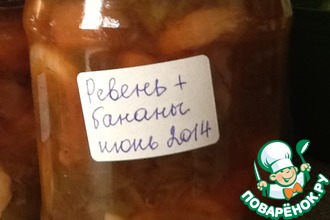 Ревень +
бананы
июнь 2014
ПОВАРЁНОК.РУ